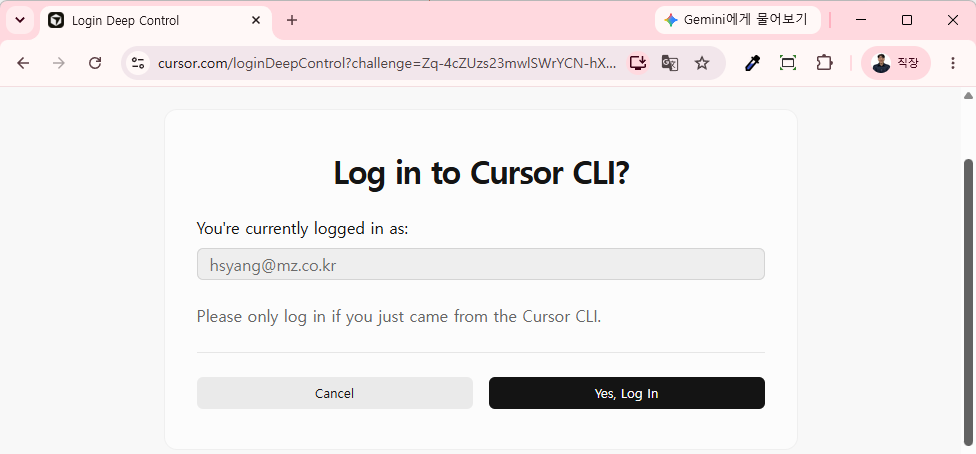 Login Deep Control
Gemini에게 물어보기
cursor.com/loginDeepControl?challenge=Zq-4cZUzs23mwlSWrYCN-hX...
직장
Log in to Cursor CLI?
You're currently logged in as:
hsyang@mz.co.kr
Please only log in if you just came from the Cursor CLI.
Cancel
Yes, Log In